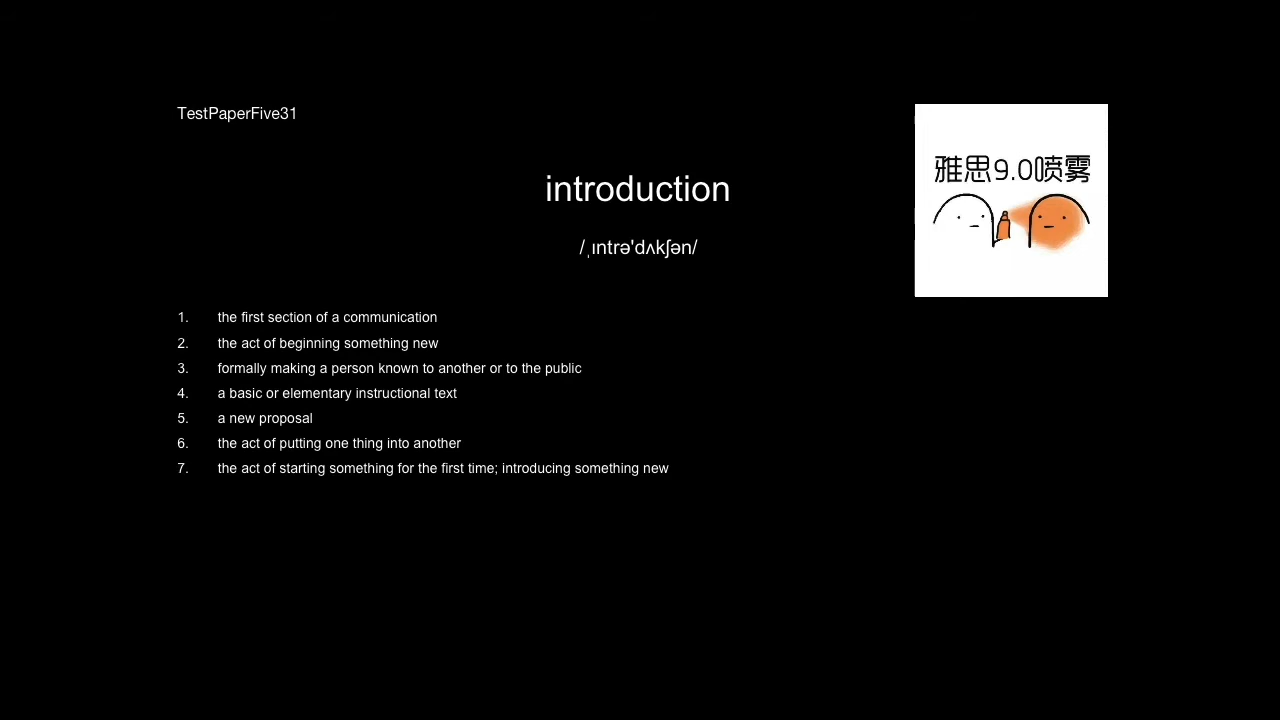 TestPaperFive31
雅思9.0喷雾
introduction
/ˌɪntrə'dʌkʃən/
1. the first section of a communication
2. the act of beginning something new
3. formally making a person known to another or to the public
4. a basic or elementary instructional text
5. a new proposal
6. the act of putting one thing into another
7. the act of starting something for the first time; introducing something new